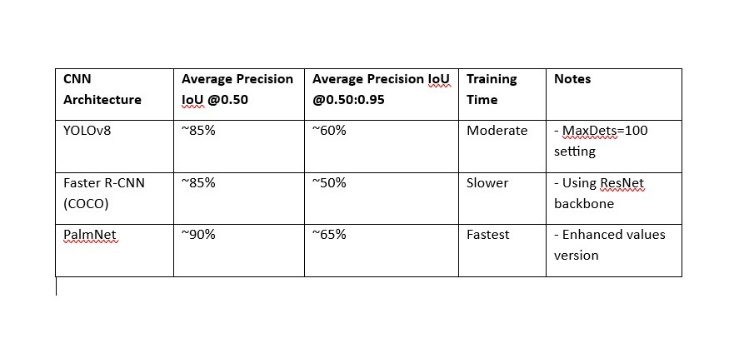 CNN Architecture
Average Precision IoU @0.50
Average Precision IoU @0.50:0.95
Training Time
Notes
YOLOv8
~85%
~60%
Moderate
- MaxDets=100 setting
Faster R-CNN (COCO)
~85%
~50%
Slower
- Using ResNet backbone
PalmNet
~90%
~65%
Fastest
- Enhanced values version